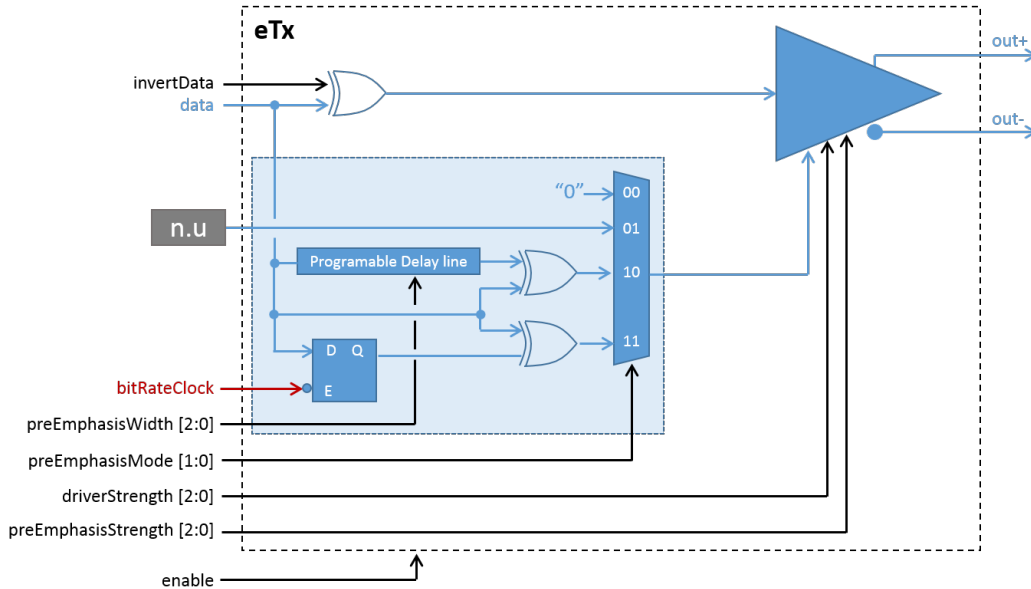 eTx
out+
invertData
data
out-
“0”
00
n.u
01
Programable Delay line
10
11
D Q
E
bitRateClock
preEmphasisWidth [2:0]
preEmphasisMode [1:0]
driverStrength [2:0]
preEmphasisStrength [2:0]
enable